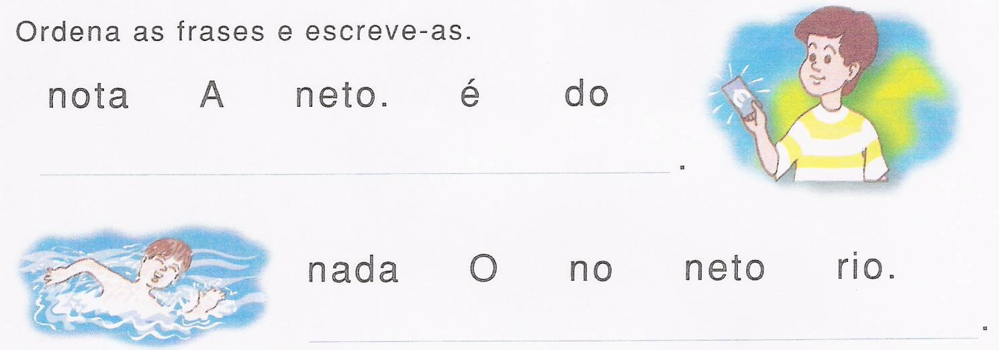 Ordena as frases e escreve-as.
nota A neto. é do
.
nada O no neto rio.
.